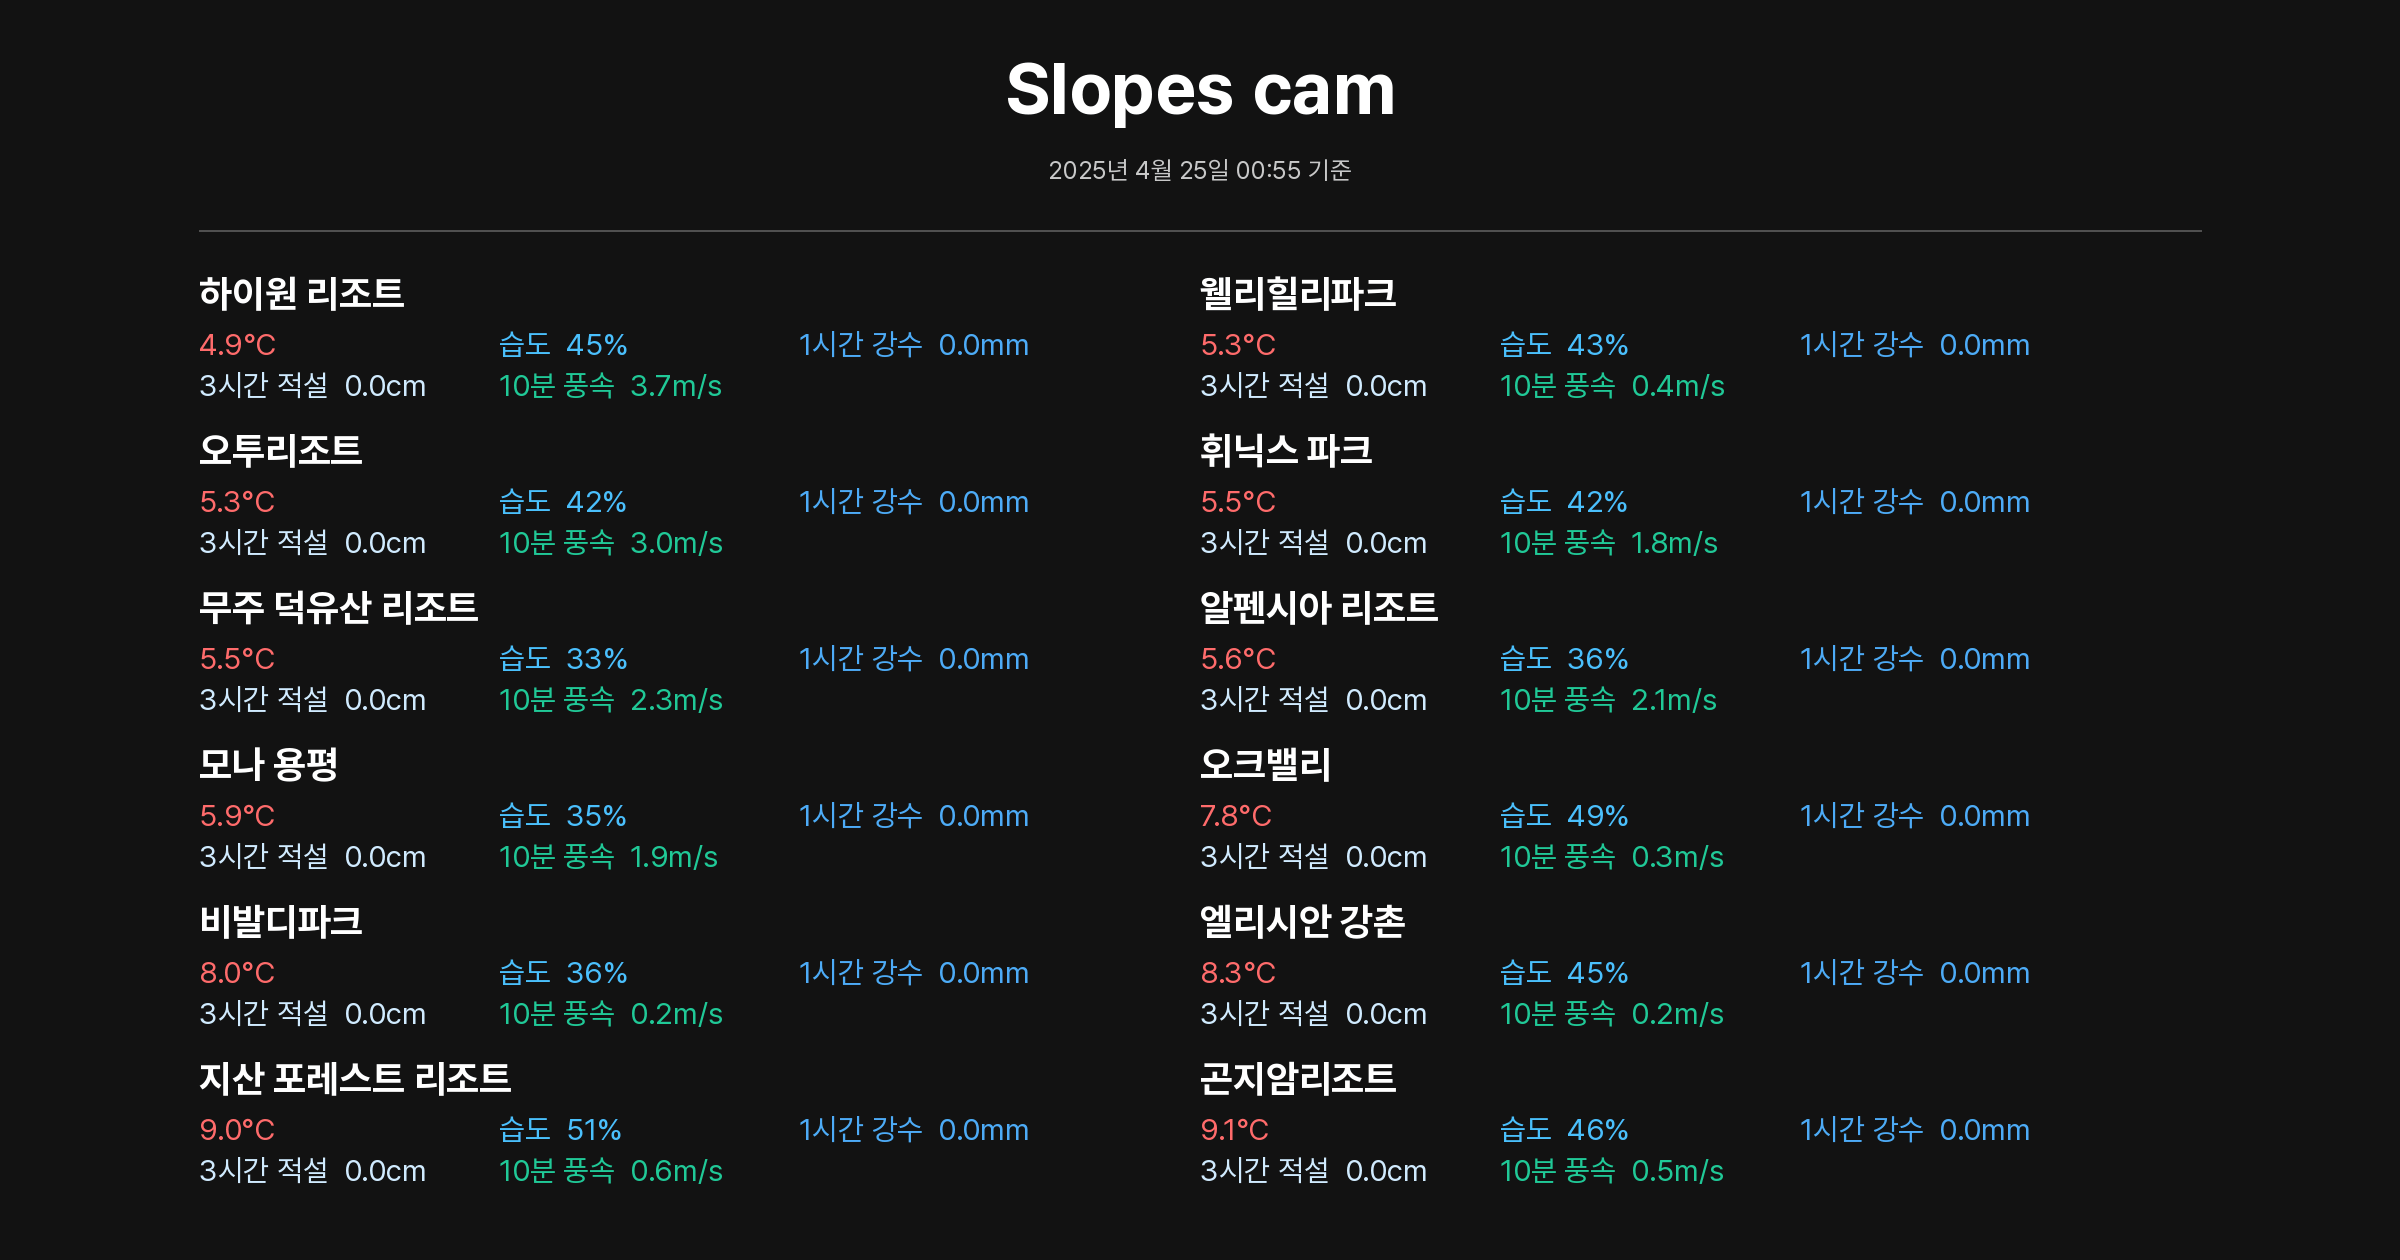 Slopes cam
2025년 4월 25일 00:55 기준
하이원 리조트
4.9°C 습도 45% 1시간 강수 0.0mm
3시간 적설 0.0cm 10분 풍속 3.7m/s
웰리힐리파크
5.3°C 습도 43% 1시간 강수 0.0mm
3시간 적설 0.0cm 10분 풍속 0.4m/s
오투리조트
5.3°C 습도 42% 1시간 강수 0.0mm
3시간 적설 0.0cm 10분 풍속 3.0m/s
휘닉스 파크
5.5°C 습도 42% 1시간 강수 0.0mm
3시간 적설 0.0cm 10분 풍속 1.8m/s
무주 덕유산 리조트
5.5°C 습도 33% 1시간 강수 0.0mm
3시간 적설 0.0cm 10분 풍속 2.3m/s
알펜시아 리조트
5.6°C 습도 36% 1시간 강수 0.0mm
3시간 적설 0.0cm 10분 풍속 2.1m/s
모나 용평
5.9°C 습도 35% 1시간 강수 0.0mm
3시간 적설 0.0cm 10분 풍속 1.9m/s
오크밸리
7.8°C 습도 49% 1시간 강수 0.0mm
3시간 적설 0.0cm 10분 풍속 0.3m/s
비발디파크
8.0°C 습도 36% 1시간 강수 0.0mm
3시간 적설 0.0cm 10분 풍속 0.2m/s
엘리시안 강촌
8.3°C 습도 45% 1시간 강수 0.0mm
3시간 적설 0.0cm 10분 풍속 0.2m/s
지산 포레스트 리조트
9.0°C 습도 51% 1시간 강수 0.0mm
3시간 적설 0.0cm 10분 풍속 0.6m/s
곤지암리조트
9.1°C 습도 46% 1시간 강수 0.0mm
3시간 적설 0.0cm 10분 풍속 0.5m/s